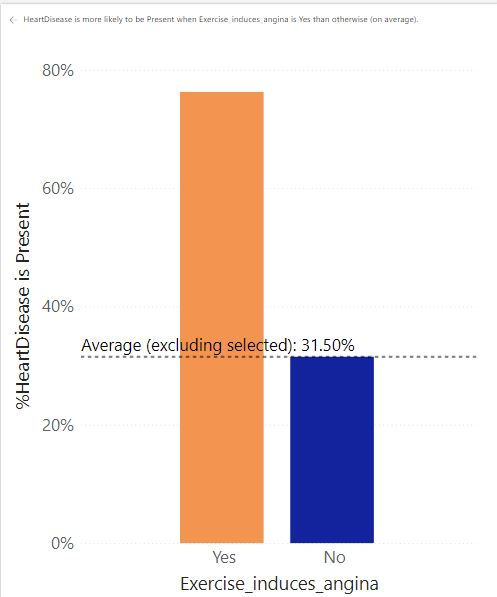 HeartDisease is more likely to be Present when Exercise_induces_angina is Yes than otherwise (on average).
80%
60%
40%
20%
0%
%HeartDisease is Present
Average (excluding selected): 31.50%
Yes
No
Exercise_induces_angina